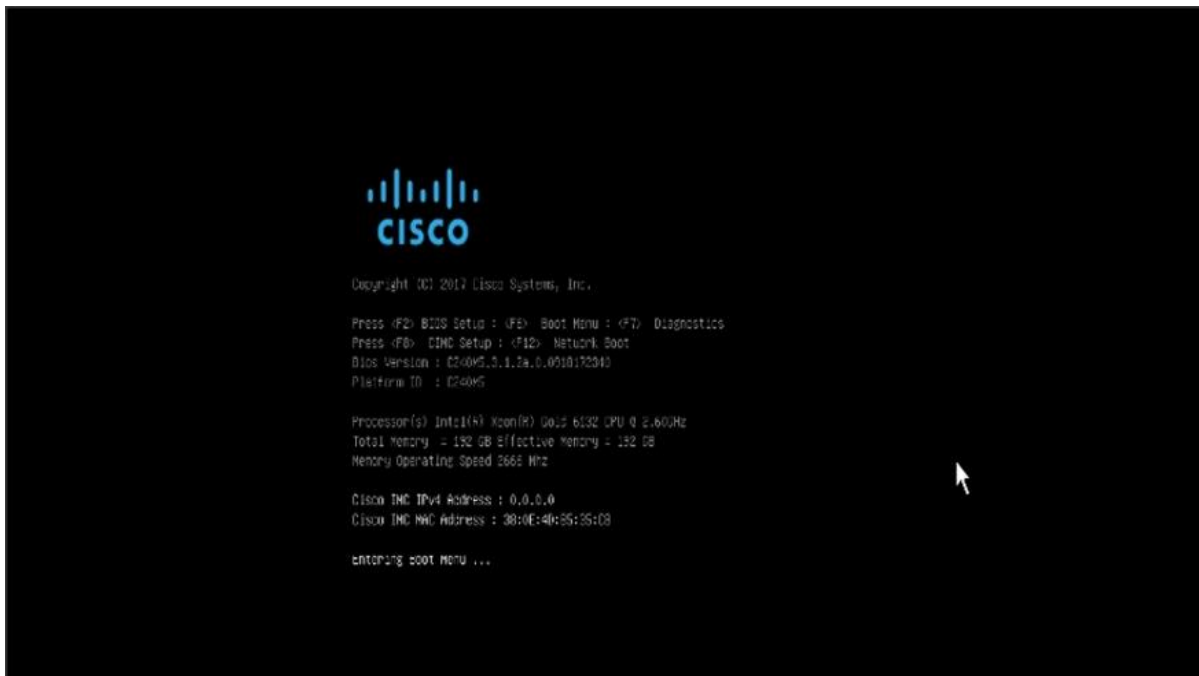 CISCO
Copyright (C) 2017 Cisco Systems, Inc.
Press <F2> BIOS Setup : <F6> Boot Menu : <F7> Diagnostics
Press <F8> CIMC Setup : <F12> Network Boot
Bios Version : C240M5.3.1.2a.0.0910172340
Platform ID : C240M5
Processor(s) Intel(R) Xeon(R) Gold 6132 CPU @ 2.60GHz
Total Memory = 192 GB Effective Memory = 192 GB
Memory Operating Speed 2666 Mhz
Cisco IMC IPv4 Address : 0.0.0.0
Cisco IMC MAC Address :
Entering Boot Menu ...